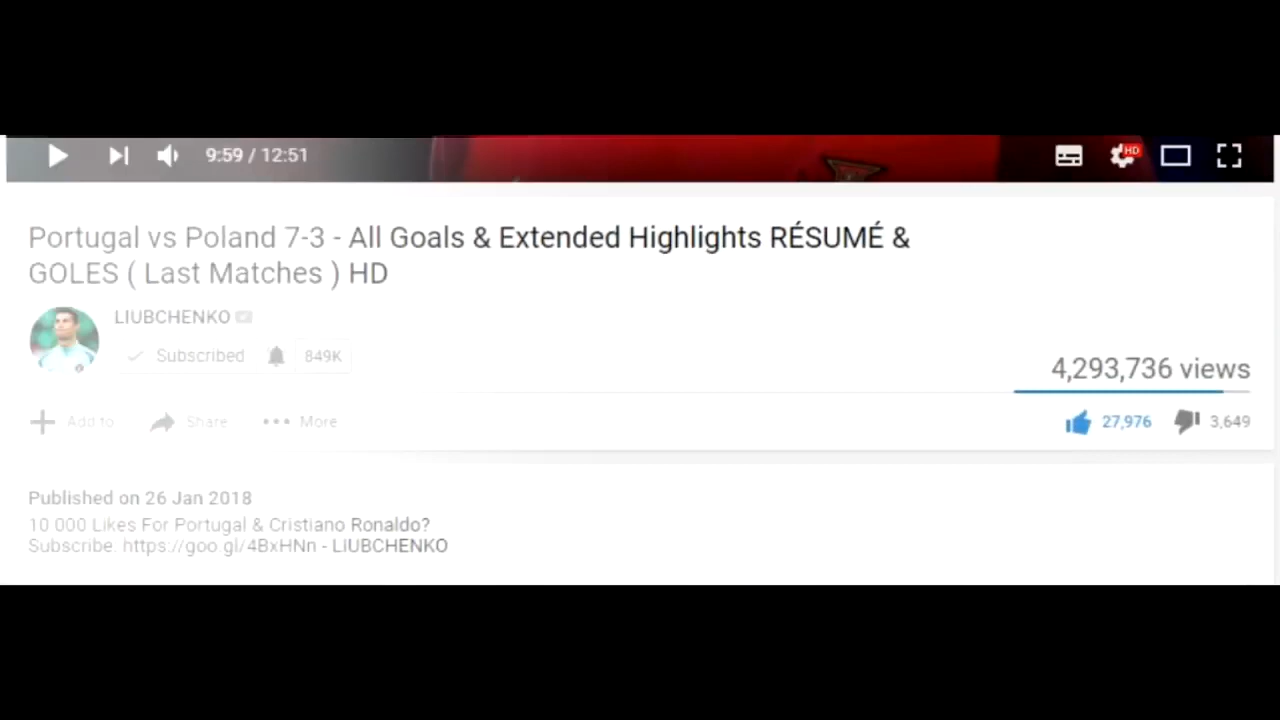 9:59 / 12:51
HD
Portugal vs Poland 7-3 - All Goals & Extended Highlights RÉSUMÉ &
GOLES ( Last Matches ) HD
LIUBCHENKO
Subscribed 849K
4,293,736 views
Add to Share More
27,976 3,649
Published on 26 Jan 2018
10 000 Likes For Portugal & Cristiano Ronaldo?
Subscribe. https://goo.gl/4BxHNn - LIUBCHENKO